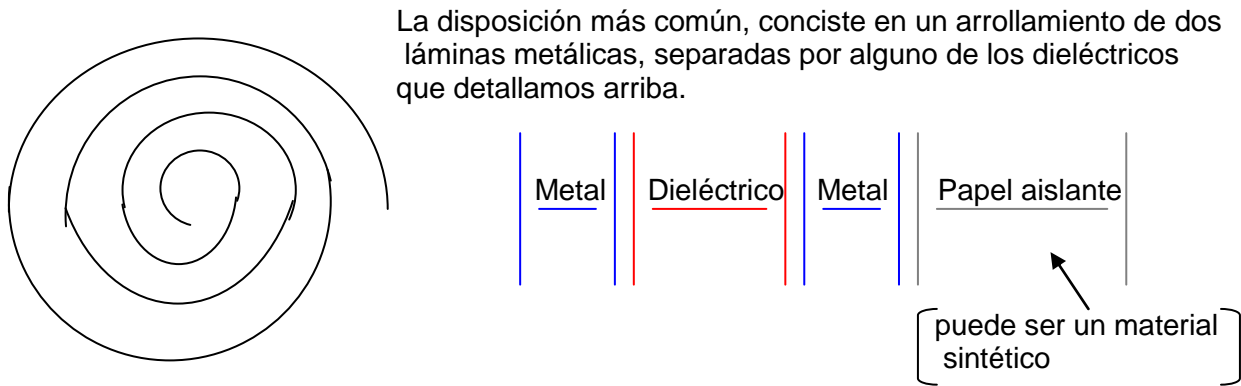 La disposición más común, conciste en un arrollamiento de dos
láminas metálicas, separadas por alguno de los dieléctricos
que detallamos arriba.
Metal Dieléctrico Metal Papel aislante
puede ser un material
sintético